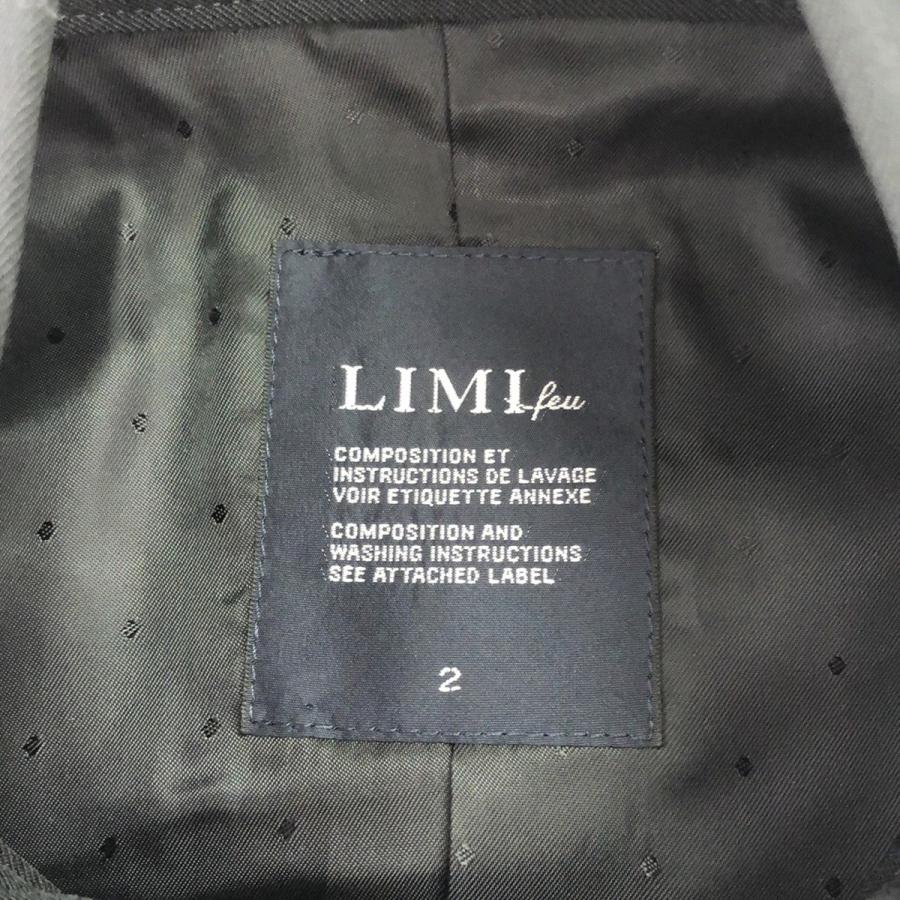 LIMI feu
COMPOSITION ET
INSTRUCTIONS DE LAVAGE
VOIR ETIQUETTE ANNEXE
COMPOSITION AND
WASHING INSTRUCTIONS
SEE ATTACHED LABEL
2